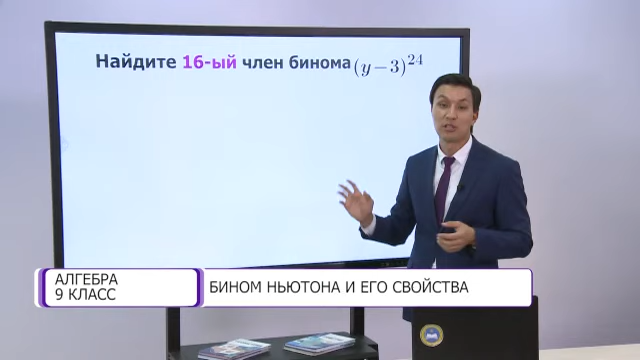 Найдите 16-ый член бинома (y – 3)²⁴
АЛГЕБРА
9 КЛАСС
БИНОМ НЬЮТОНА И ЕГО СВОЙСТВА